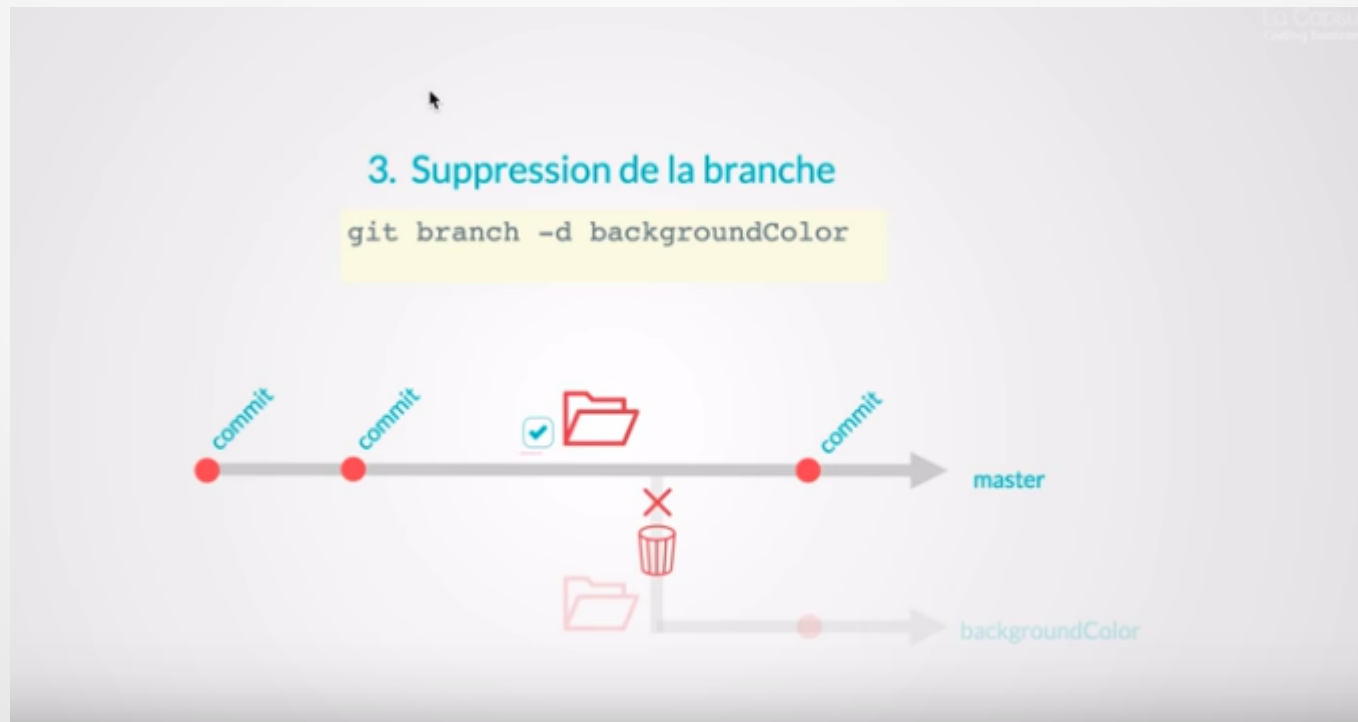 3. Suppression de la branche
git branch -d backgroundColor
commit
commit
commit
master
backgroundColor